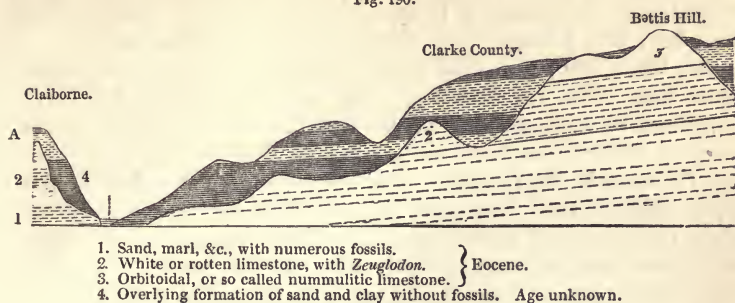 Fig. 190.
Bettis Hill.
Clarke County.
Claiborne.
3
A
4
2
2
1
1. Sand, marl, &c., with numerous fossils.
2. White or rotten limestone, with Zeuglodon.
3. Orbitoidal, or so called nummulitic limestone.
} Eocene.
4. Overlying formation of sand and clay without fossils. Age unknown.